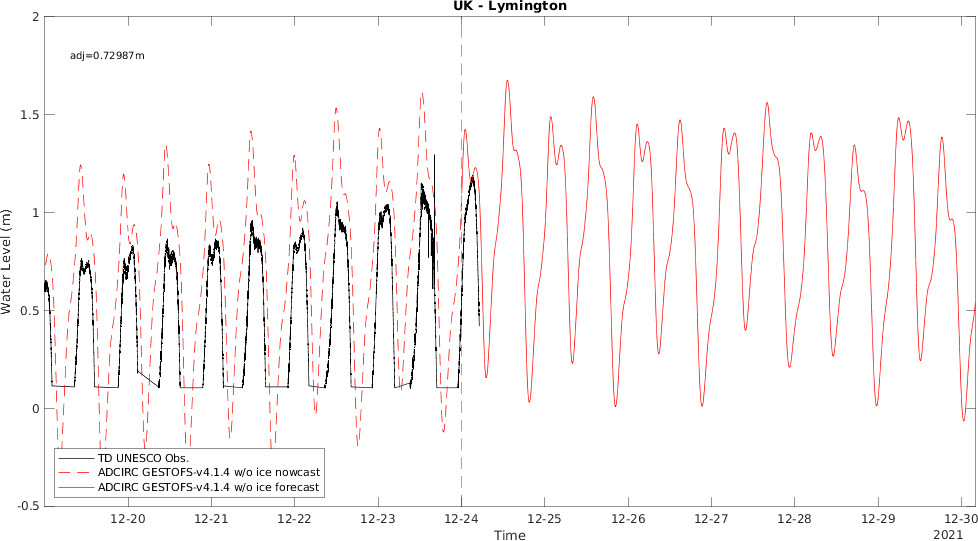 UK - Lymington
adj=0.72987m
Water Level (m)
2
1.5
1
0.5
0
-0.5
TD UNESCO Obs.
ADCIRC GESTOFS-v4.1.4 w/o ice nowcast
ADCIRC GESTOFS-v4.1.4 w/o ice forecast
12-20 12-21 12-22 12-23 12-24 12-25 12-26 12-27 12-28 12-29 12-30
Time
2021